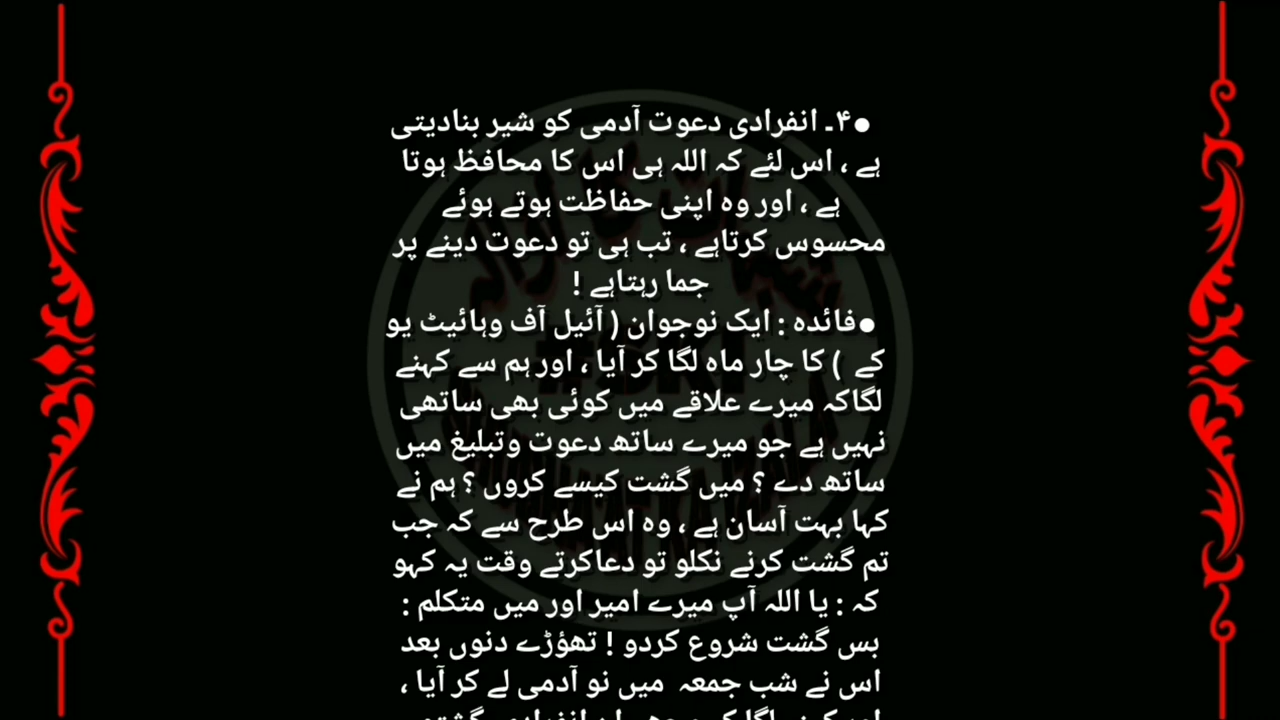 ●۴۔ انفرادی دعوت آدمی کو شیر بنادیتی
ہے ، اس لئے کہ اللہ ہی اس کا محافظ ہوتا
ہے ، اور وہ اپنی حفاظت ہوتے ہوئے
محسوس کرتاہے ، تب ہی تو دعوت دینے پر
جما رہتاہے !
●فائدہ : ایک نوجوان ( آئیل آف وہائیٹ یو
کے ) کا چار ماہ لگا کر آیا ، اور ہم سے کہنے
لگاکہ میرے علاقے میں کوئی بھی ساتھی
نہیں ہے جو میرے ساتھ دعوت وتبلیغ میں
ساتھ دے ؟ میں گشت کیسے کروں ؟ ہم نے
کہا بہت آسان ہے ، وہ اس طرح سے کہ جب
تم گشت کرنے نکلو تو دعاکرتے وقت یہ کہو
کہ : یا اللہ آپ میرے امیر اور میں متکلم :
بس گشت شروع کردو ! تھؤڑے دنوں بعد
اس نے شب جمعہ میں نو آدمی لے کر آیا ،